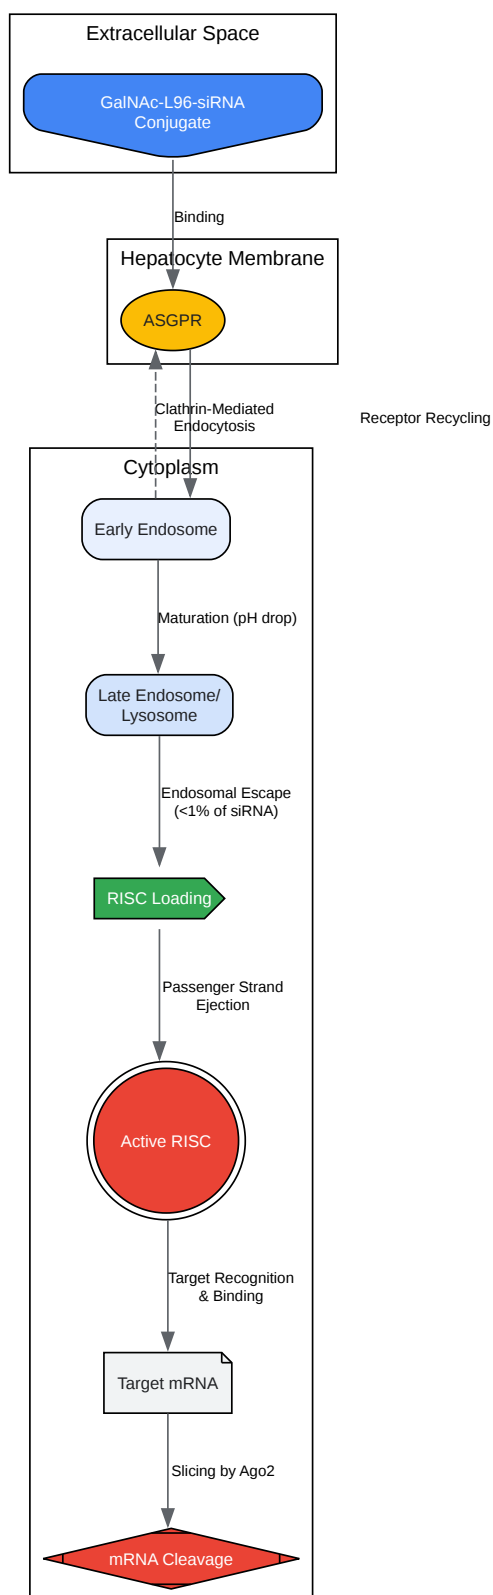 Extracellular Space
GalNAc-L96-siRNA
Conjugate
Binding
Hepatocyte Membrane
ASGPR
Clathrin-Mediated
Endocytosis
Receptor Recycling
Cytoplasm
Early Endosome
Maturation (pH drop)
Late Endosome/
Lysosome
Endosomal Escape
(<1% of siRNA)
RISC Loading
Passenger Strand
Ejection
Active RISC
Target Recognition
& Binding
Target mRNA
Slicing by Ago2
mRNA Cleavage